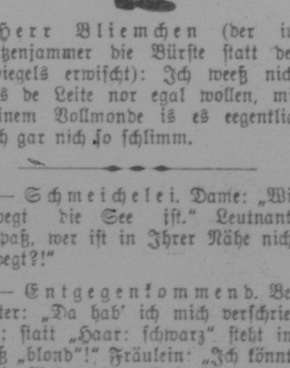 Herr Bliemchen (der i
tzenjammer die Bürſte ſtatt de
iegels erwiſcht): Ich weeß nic
s de Leite nor egal wollen, m
inem Vollmonde is es eegentlic
h gar nich ſo ſchlimm.
— Schmeichelei. Dame: „Wi
wegt die See iſt.“ Leutnant
paß, wer iſt in Ihrer Nähe nich
egt?!“
— Entgegenkommend. Be
ter: „Da hab' ich mich verſchrie
; ſtatt „Haar: ſchwarz“ ſteht in
ß „blond“!“ Fräulein: „Ich könnt